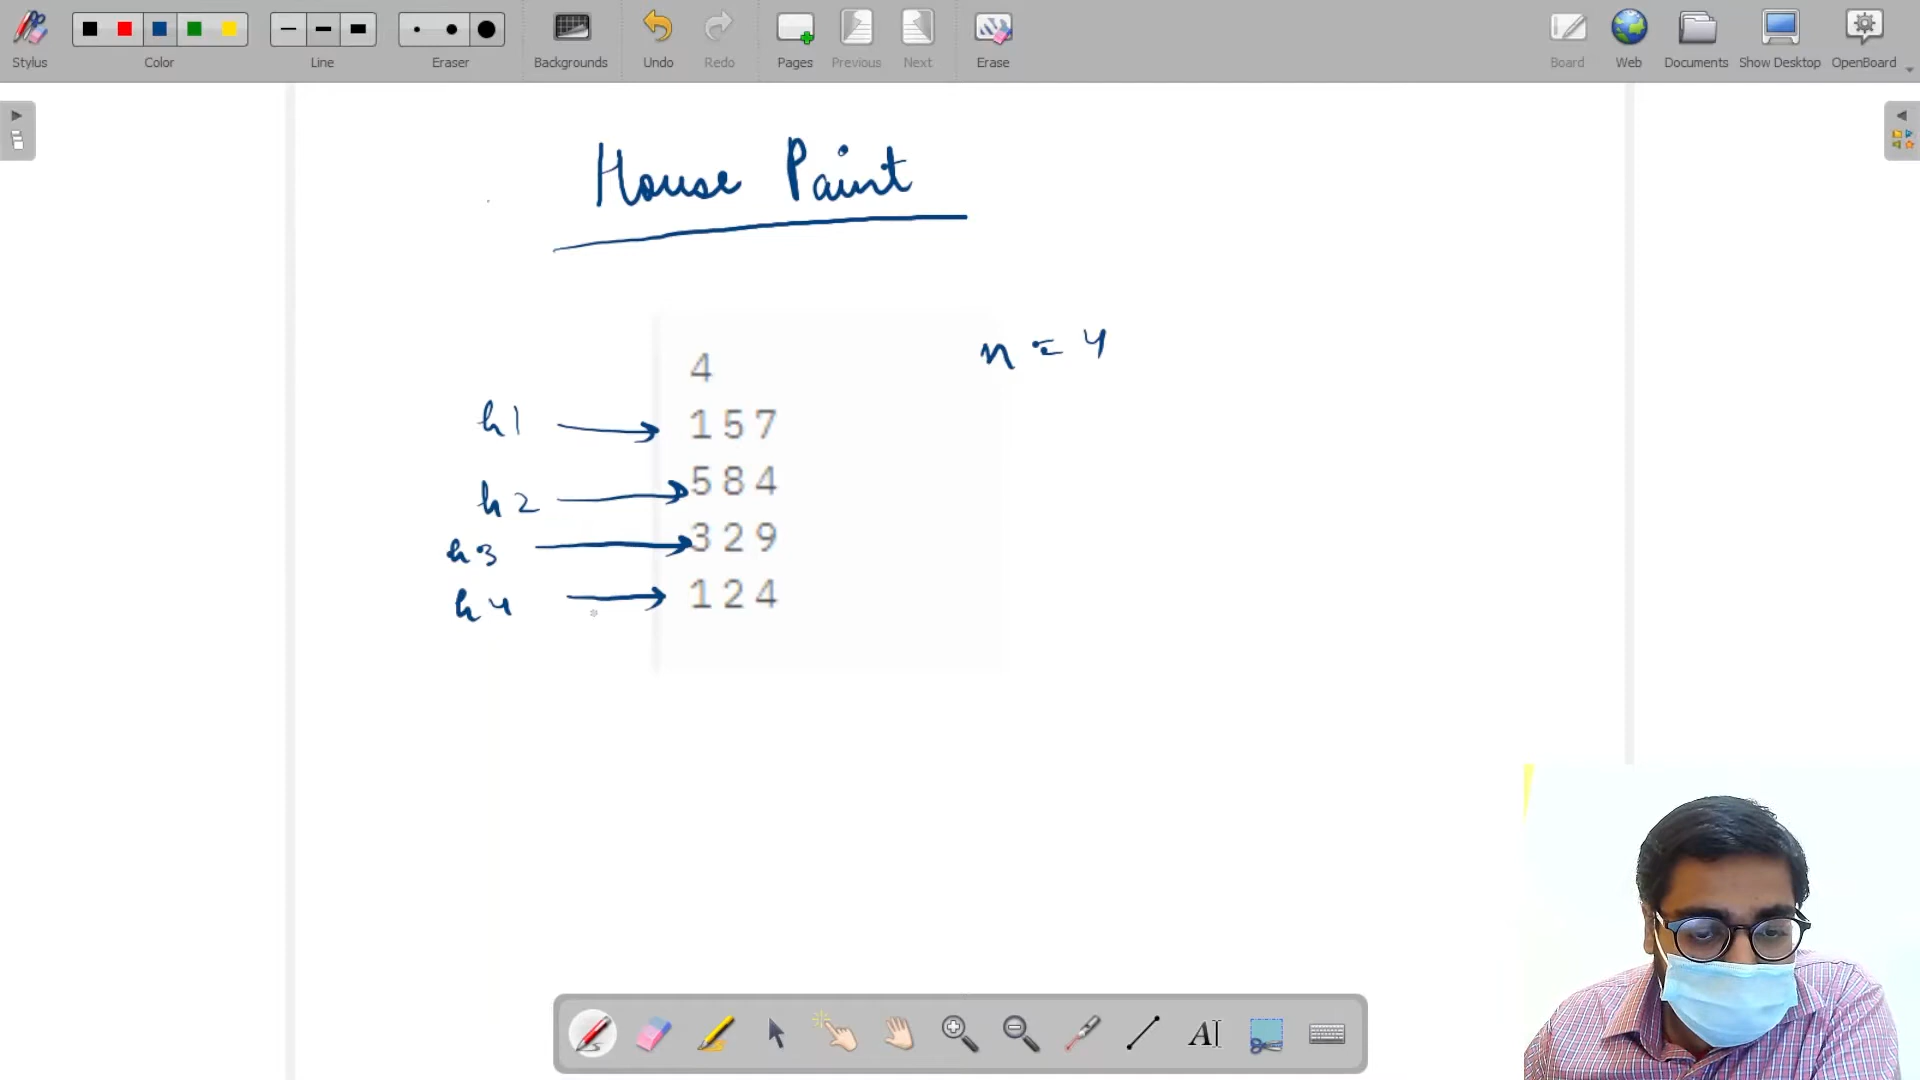 Stylus Color Line Eraser Backgrounds Undo Redo Pages Previous Next Erase Board Web Documents Show Desktop OpenBoard
House Paint
4
n = 4
h1 → 1 5 7
h2 → 5 8 4
h3 → 3 2 9
h4 → 1 2 4
AI